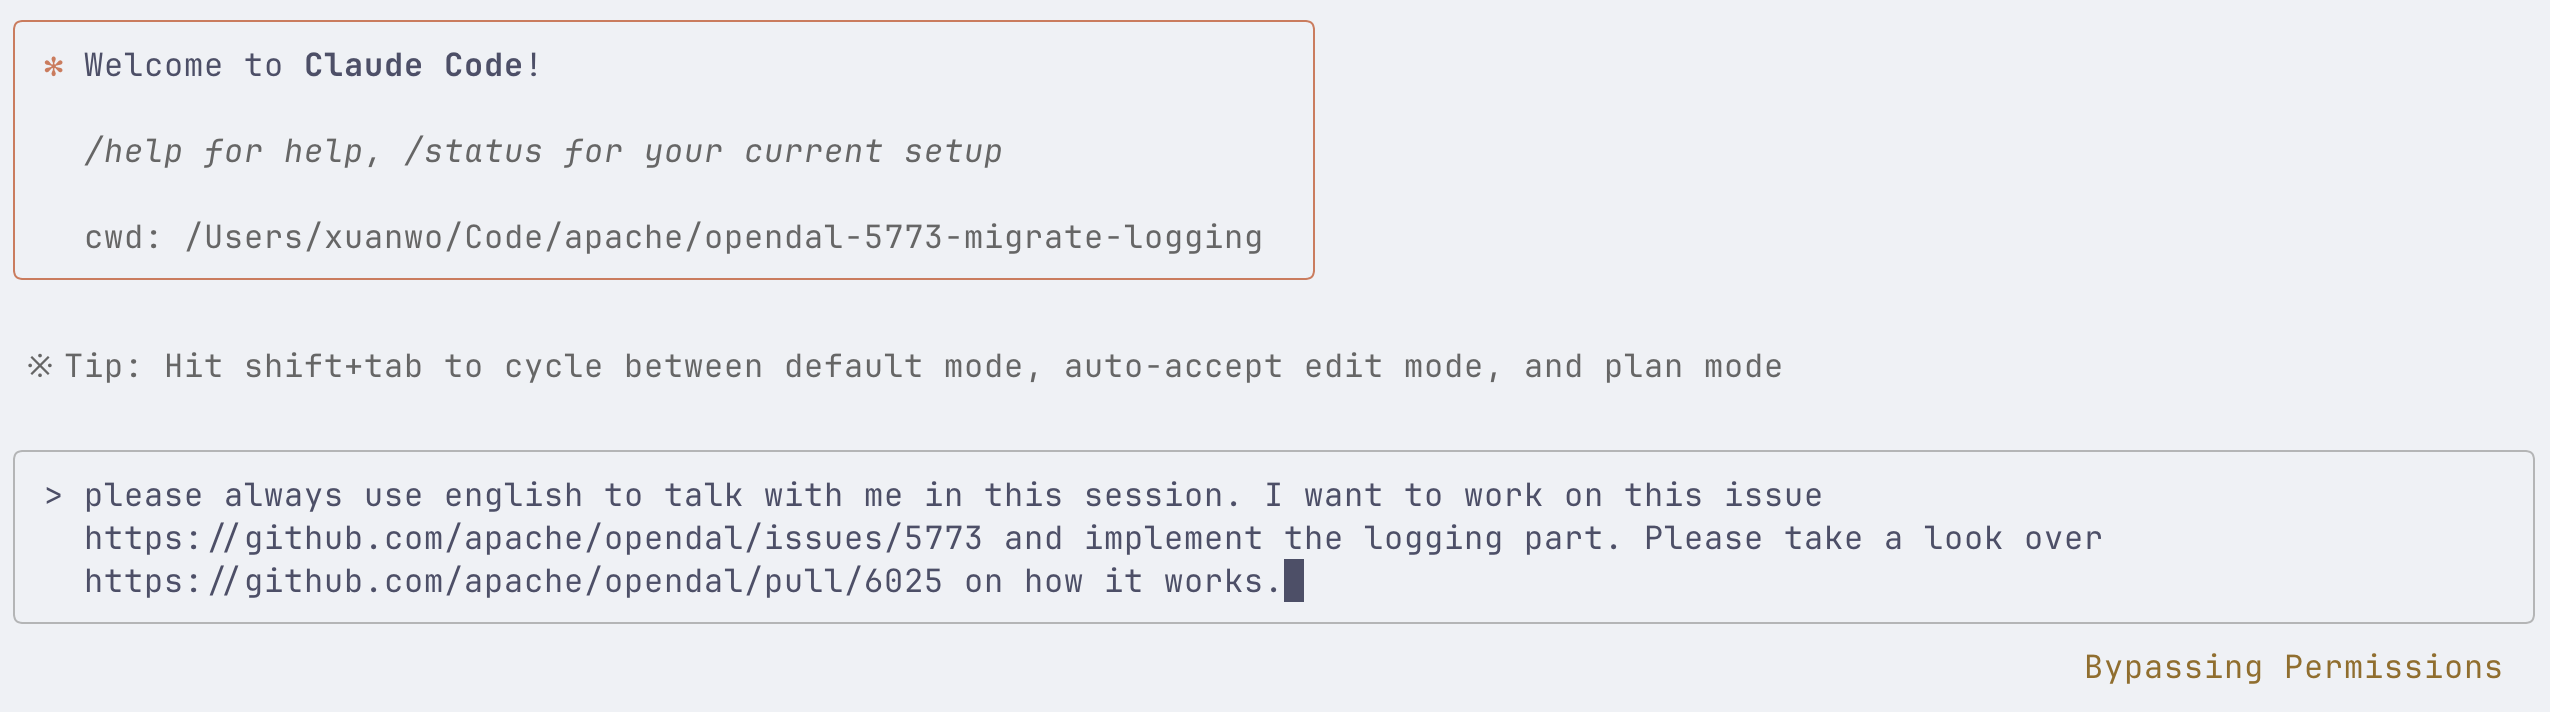 ✻ Welcome to Claude Code!
/help for help, /status for your current setup
cwd: /Users/xuanwo/Code/apache/opendal-5773-migrate-logging
※ Tip: Hit shift+tab to cycle between default mode, auto-accept edit mode, and plan mode
> please always use english to talk with me in this session. I want to work on this issue
https://github.com/apache/opendal/issues/5773 and implement the logging part. Please take a look over
https://github.com/apache/opendal/pull/6025 on how it works.
Bypassing Permissions